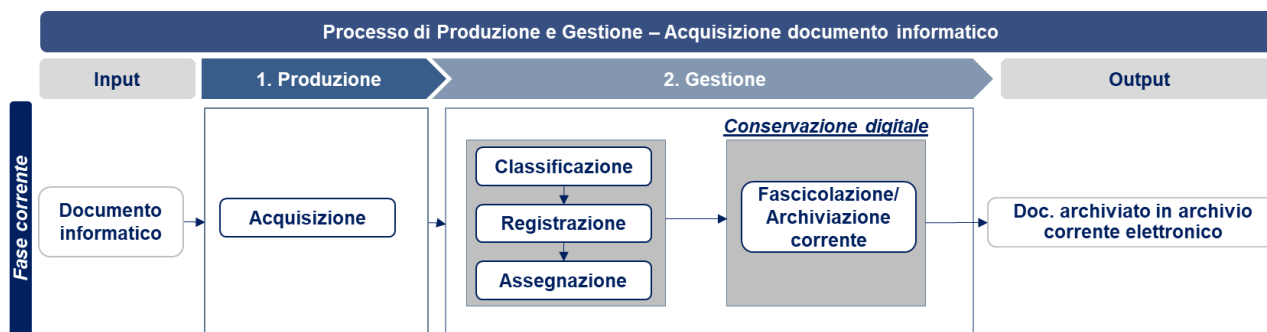 Processo di Produzione e Gestione – Acquisizione documento informatico
Input
1. Produzione
2. Gestione
Output
Fase corrente
Documento
informatico
Acquisizione
Classificazione
Registrazione
Assegnazione
Conservazione digitale
Fascicolazione/
Archiviazione
corrente
Doc. archiviato in archivio
corrente elettronico